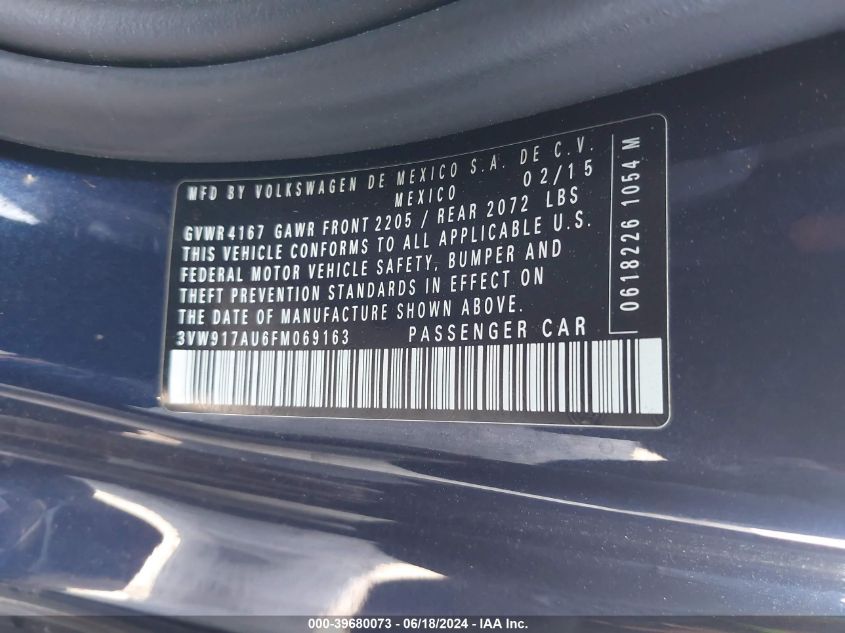 MFD BY VOLKSWAGEN DE MEXICO S.A. DE C.V.
MEXICO 02/15
GVWR 4167 GAWR FRONT 2205 / REAR 2072 LBS
THIS VEHICLE CONFORMS TO ALL APPLICABLE U.S.
FEDERAL MOTOR VEHICLE SAFETY, BUMPER AND
THEFT PREVENTION STANDARDS IN EFFECT ON
THE DATE OF MANUFACTURE SHOWN ABOVE.
3VW917AU6FM069163 PASSENGER CAR
0618226 1054 M
000-39680073 - 06/18/2024 - IAA Inc.